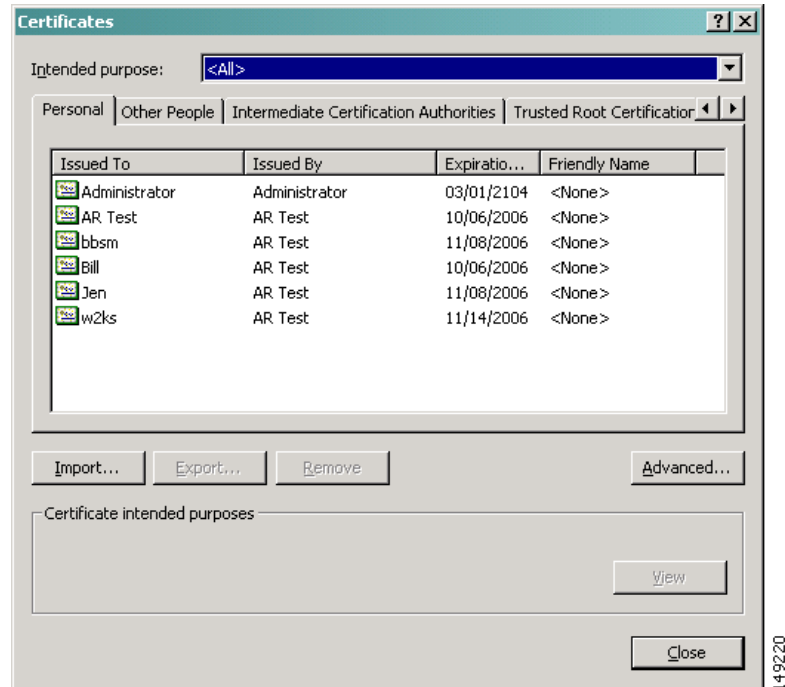 Certificates
Intended purpose: <All>
Personal Other People Intermediate Certification Authorities Trusted Root Certification
Issued To Issued By Expiratio... Friendly Name
Administrator Administrator 03/01/2104 <None>
AR Test AR Test 10/06/2006 <None>
bbsm AR Test 11/08/2006 <None>
Bill AR Test 10/06/2006 <None>
Jen AR Test 11/08/2006 <None>
w2ks AR Test 11/14/2006 <None>
Import... Export... Remove Advanced...
Certificate intended purposes
View
Close
149220